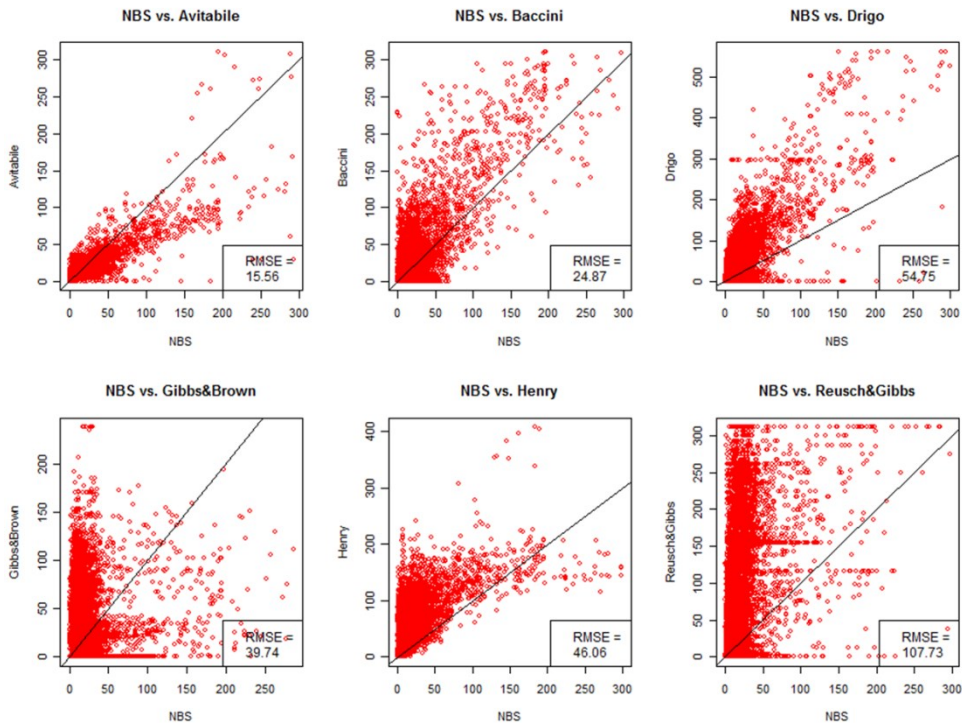 NBS vs. Avitabile
NBS vs. Baccini
NBS vs. Drigo
Avitabile
300
250
200
150
100
50
0
RMSE =
15.56
0 50 100 150 200 250 300
NBS
Baccini
300
250
200
150
100
50
0
RMSE =
24.87
0 50 100 150 200 250 300
NBS
Drigo
500
400
300
200
100
0
RMSE =
54.75
0 50 100 150 200 250 300
NBS
NBS vs. Gibbs&Brown
NBS vs. Henry
NBS vs. Reusch&Gibbs
Gibbs&Brown
200
150
100
50
0
RMSE =
39.74
0 50 100 150 200 250
NBS
Henry
400
300
200
100
0
RMSE =
46.06
0 50 100 150 200 250 300
NBS
Reusch&Gibbs
300
250
200
150
100
50
0
RMSE =
107.73
0 50 100 150 200 250 300
NBS